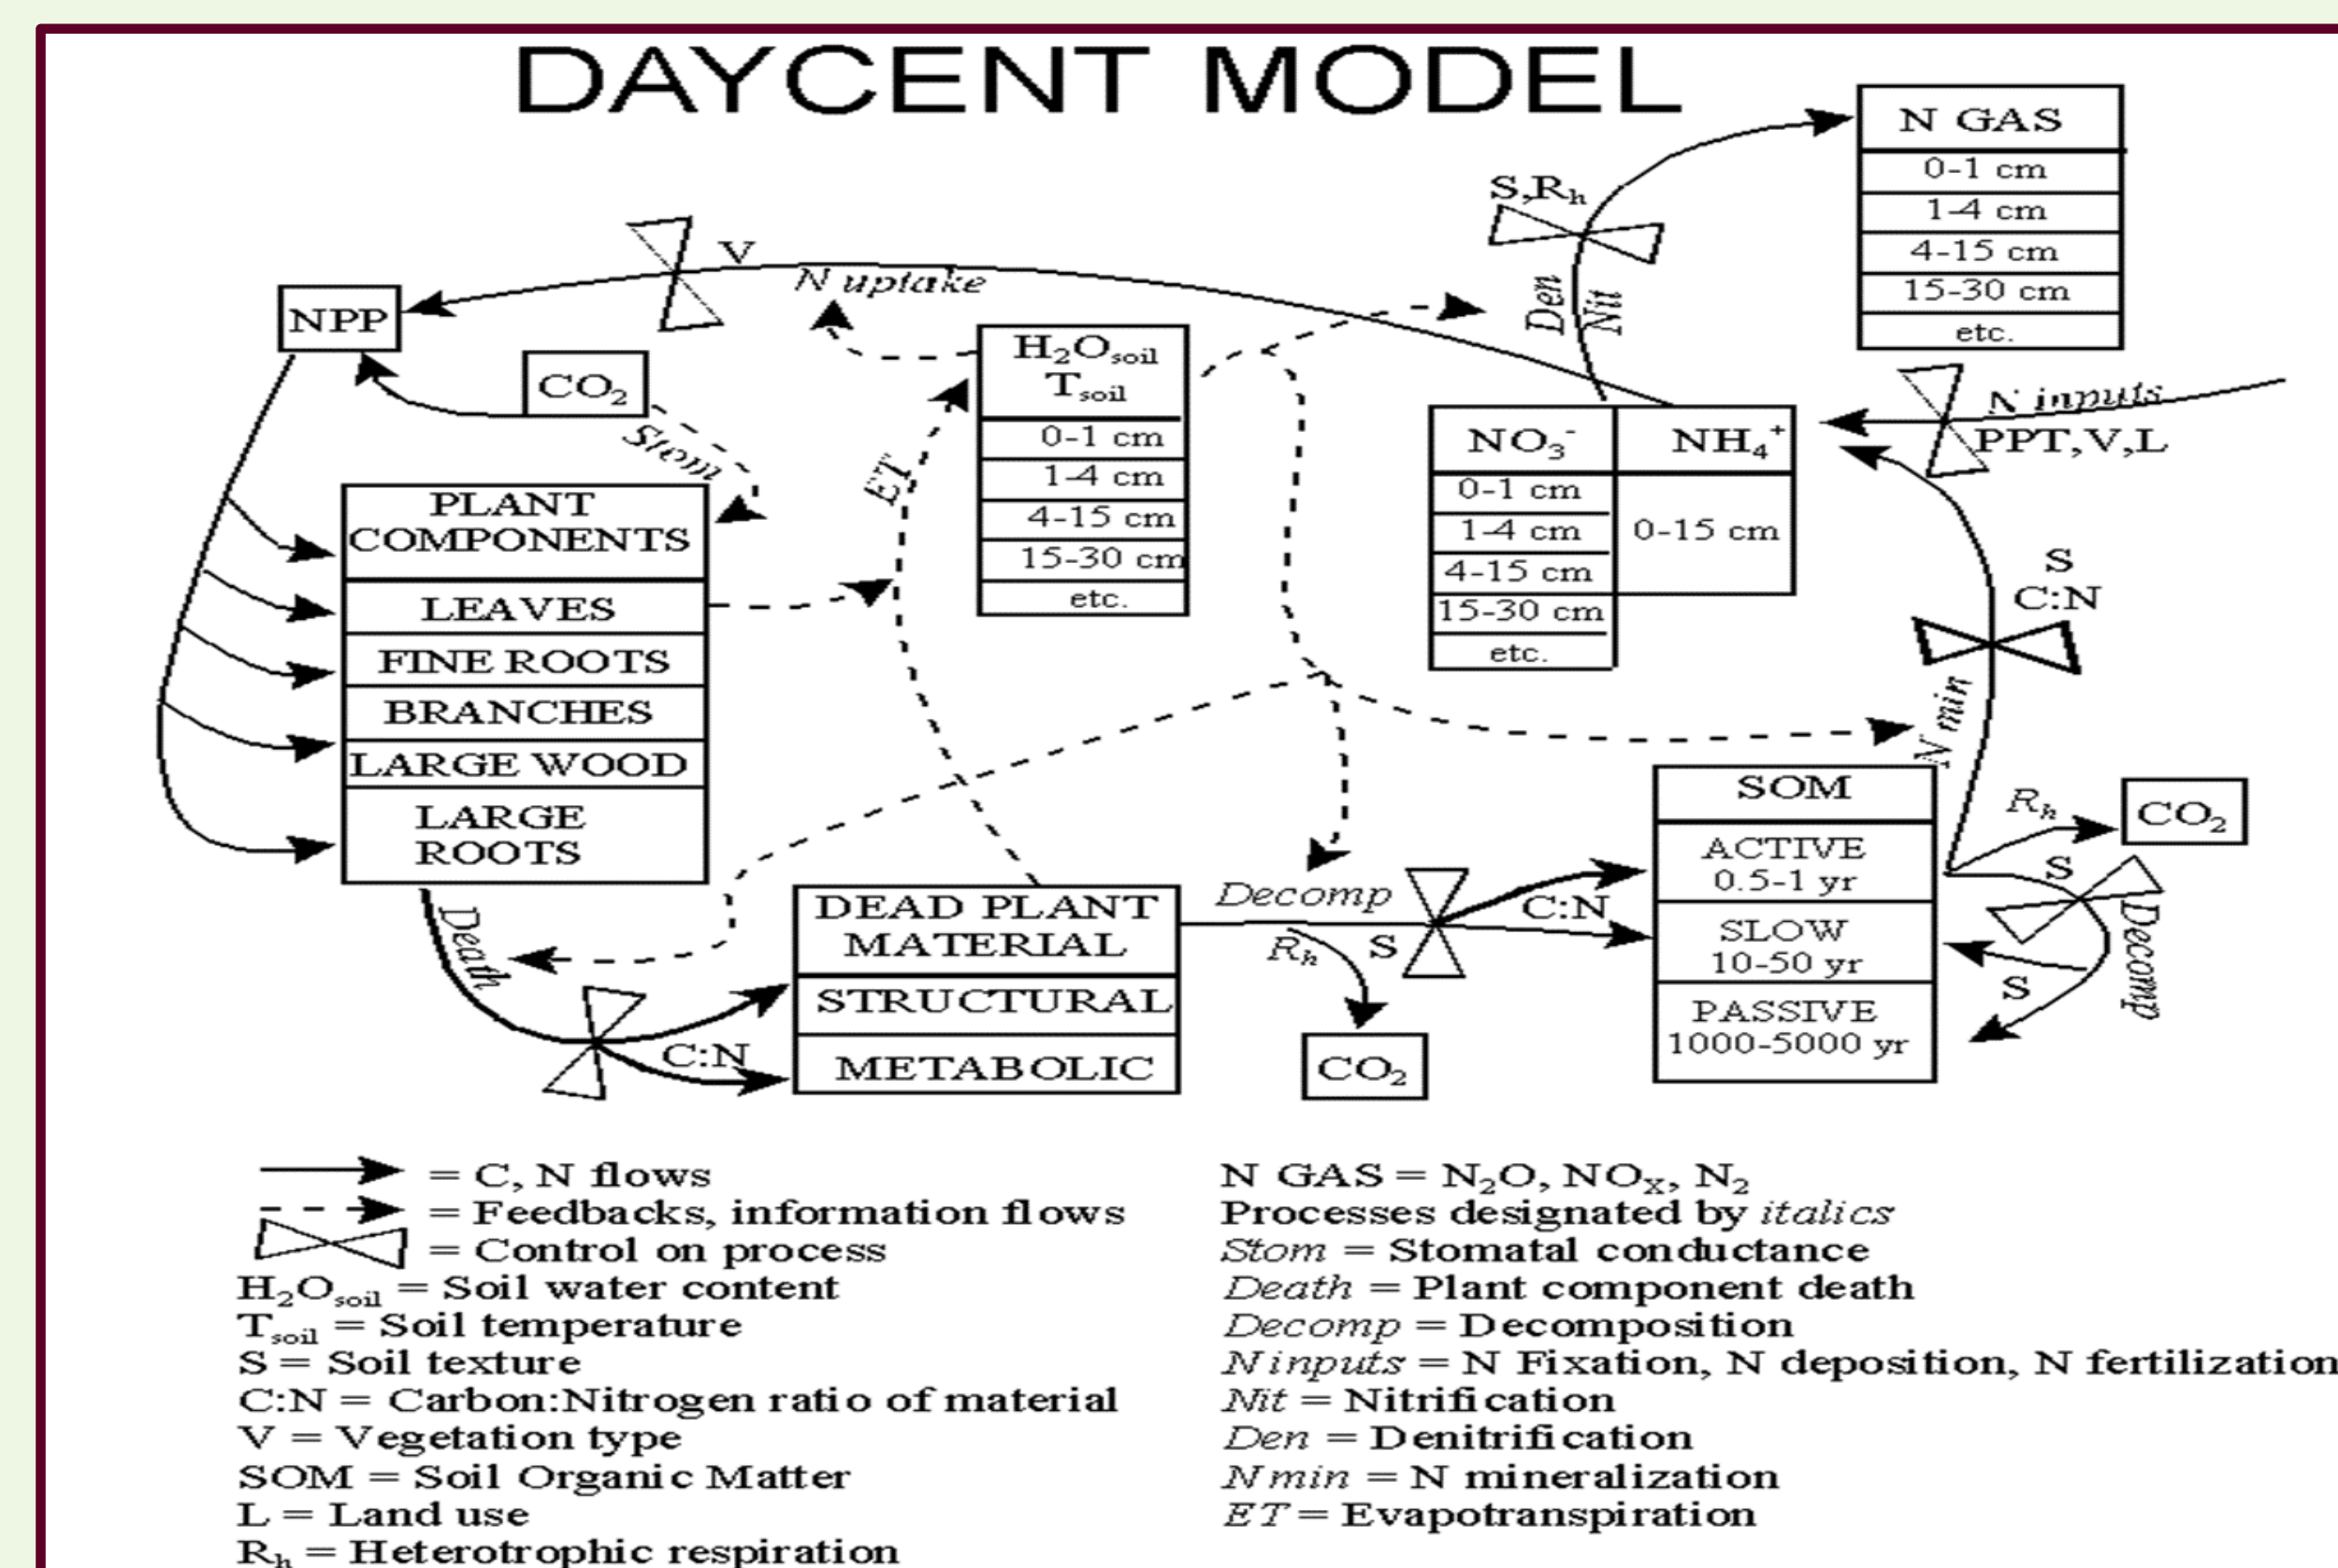 DAYCENT MODEL
N GAS
0-1 cm
1-4 cm
4-15 cm
15-30 cm
etc.
S,Rₕ
Den
Nit
V
N uptake
NPP
CO₂
Stom
H₂Osoil
Tsoil
0-1 cm
1-4 cm
4-15 cm
15-30 cm
etc.
ET
NO₃⁻
0-1 cm
1-4 cm
4-15 cm
15-30 cm
etc.
NH₄⁺
0-15 cm
N inputs
PPT,V,L
S
C:N
N min
PLANT
COMPONENTS
LEAVES
FINE ROOTS
BRANCHES
LARGE WOOD
LARGE
ROOTS
Death
C:N
DEAD PLANT
MATERIAL
STRUCTURAL
METABOLIC
Decomp
Rₕ
S
C:N
CO₂
SOM
ACTIVE
0.5-1 yr
SLOW
10-50 yr
PASSIVE
1000-5000 yr
Rₕ
CO₂
S
Decomp
S
= C, N flows
= Feedbacks, information flows
= Control on process
H₂Osoil = Soil water content
Tsoil = Soil temperature
S = Soil texture
C:N = Carbon:Nitrogen ratio of material
V = Vegetation type
SOM = Soil Organic Matter
L = Land use
Rₕ = Heterotrophic respiration
N GAS = N₂O, NOₓ, N₂
Processes designated by italics
Stom = Stomatal conductance
Death = Plant component death
Decomp = Decomposition
N inputs = N Fixation, N deposition, N fertilization
Nit = Nitrification
Den = Denitrification
N min = N mineralization
ET = Evapotranspiration